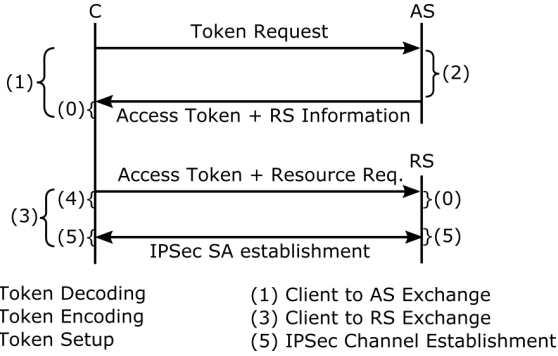 C AS
Token Request
(1) (2)
(0)
Access Token + RS Information
RS
Access Token + Resource Req.
(4) (0)
(3)
(5) (5)
IPSec SA establishment
Token Decoding (1) Client to AS Exchange
Token Encoding (3) Client to RS Exchange
Token Setup (5) IPSec Channel Establishment